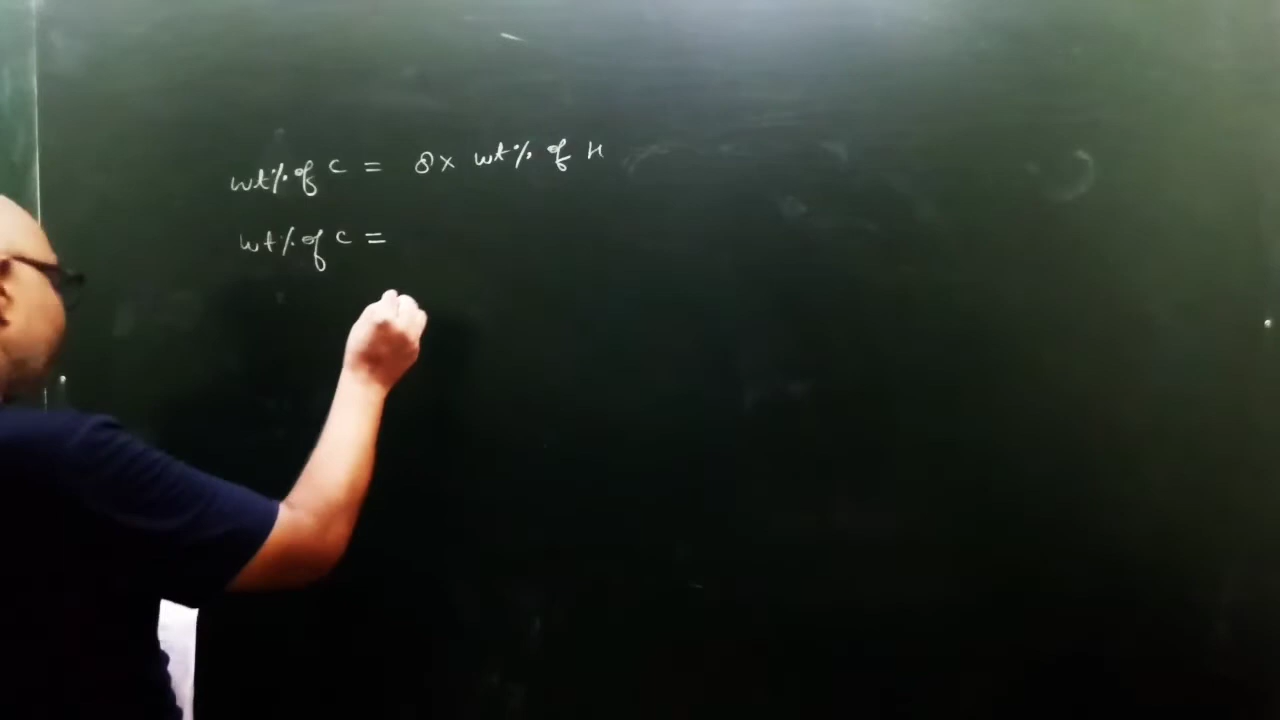 wt% of C = 8 x wt% of H
wt% of C =